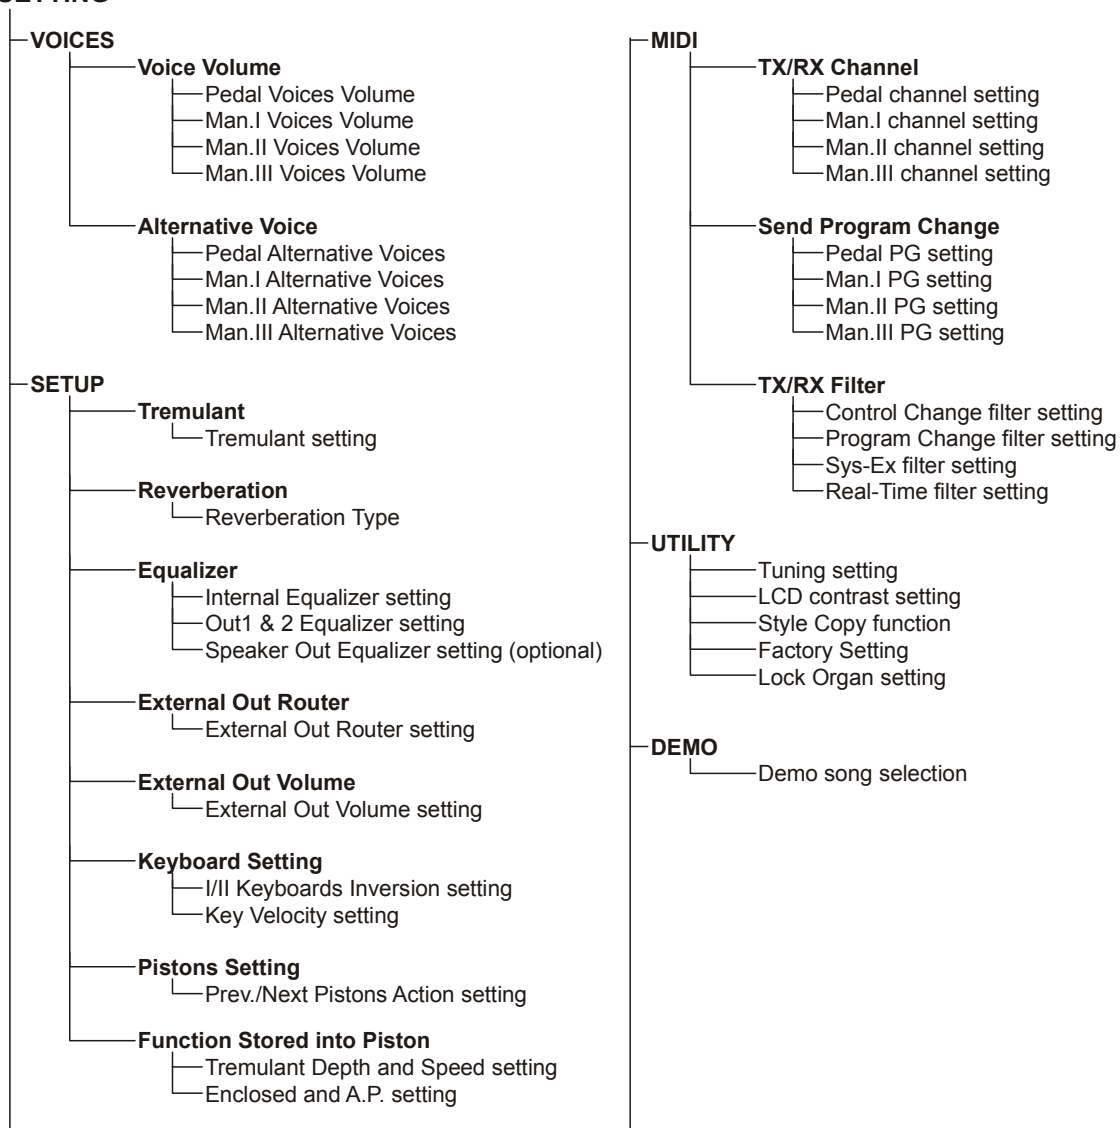 VOICES
Voice Volume
Pedal Voices Volume
Man.I Voices Volume
Man.II Voices Volume
Man.III Voices Volume
Alternative Voice
Pedal Alternative Voices
Man.I Alternative Voices
Man.II Alternative Voices
Man.III Alternative Voices
SETUP
Tremulant
Tremulant setting
Reverberation
Reverberation Type
Equalizer
Internal Equalizer setting
Out1 & 2 Equalizer setting
Speaker Out Equalizer setting (optional)
External Out Router
External Out Router setting
External Out Volume
External Out Volume setting
Keyboard Setting
I/II Keyboards Inversion setting
Key Velocity setting
Pistons Setting
Prev./Next Pistons Action setting
Function Stored into Piston
Tremulant Depth and Speed setting
Enclosed and A.P. setting
MIDI
TX/RX Channel
Pedal channel setting
Man.I channel setting
Man.II channel setting
Man.III channel setting
Send Program Change
Pedal PG setting
Man.I PG setting
Man.II PG setting
Man.III PG setting
TX/RX Filter
Control Change filter setting
Program Change filter setting
Sys-Ex filter setting
Real-Time filter setting
UTILITY
Tuning setting
LCD contrast setting
Style Copy function
Factory Setting
Lock Organ setting
DEMO
Demo song selection